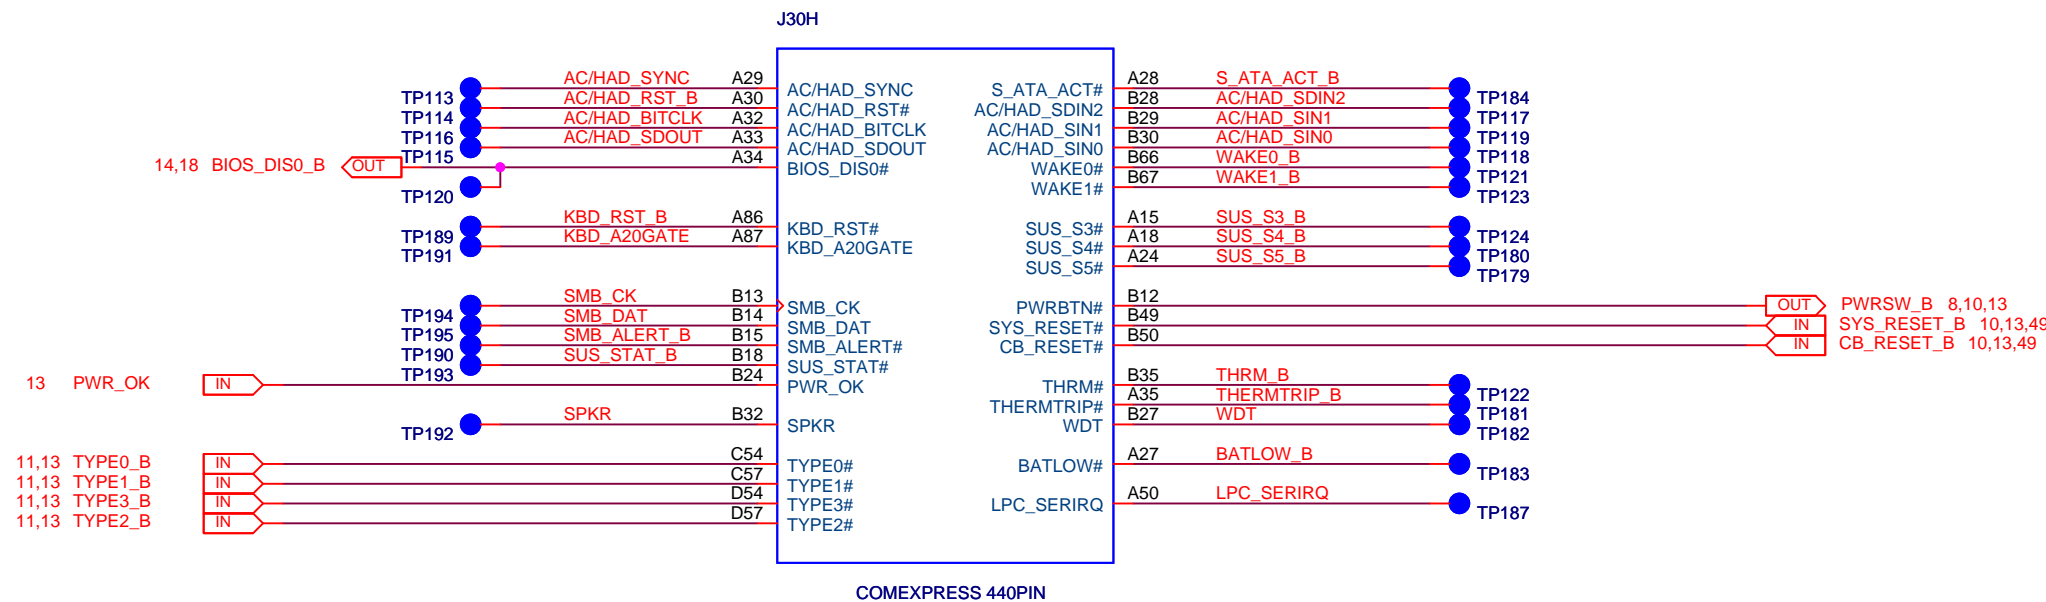 J30H
AC/HAD_SYNC A29 AC/HAD_SYNC S_ATA_ACT# A28 S_ATA_ACT_B
TP113 AC/HAD_RST_B A30 AC/HAD_RST# AC/HAD_SDIN2 B28 AC/HAD_SDIN2 TP184
TP114 AC/HAD_BITCLK A32 AC/HAD_BITCLK AC/HAD_SIN1 B29 AC/HAD_SIN1 TP117
TP116 AC/HAD_SDOUT A33 AC/HAD_SDOUT AC/HAD_SIN0 B30 AC/HAD_SIN0 TP119
TP115 A34 B66 WAKE0_B TP118
14,18 BIOS_DIS0_B OUT BIOS_DIS0# WAKE0# TP121
TP120 WAKE1# B67 WAKE1_B TP123
KBD_RST_B A86 KBD_RST# SUS_S3# A15 SUS_S3_B
TP189 KBD_A20GATE A87 KBD_A20GATE SUS_S4# A18 SUS_S4_B TP124
TP191 SUS_S5# A24 SUS_S5_B TP180
TP179
SMB_CK B13 SMB_CK PWRBTN# B12 OUT PWRSW_B 8,10,13
TP194 SMB_DAT B14 SMB_DAT SYS_RESET# B49 IN SYS_RESET_B 10,13,49
TP195 SMB_ALERT_B B15 SMB_ALERT# CB_RESET# B50 IN CB_RESET_B 10,13,49
TP190 SUS_STAT_B B18 SUS_STAT#
TP193
13 PWR_OK IN B24 PWR_OK THRM# B35 THRM_B TP122
THERMTRIP# A35 THERMTRIP_B TP181
SPKR B32 SPKR WDT B27 WDT
TP192 TP182
11,13 TYPE0_B IN C54 TYPE0# BATLOW# A27 BATLOW_B
11,13 TYPE1_B IN C57 TYPE1# TP183
11,13 TYPE3_B IN D54 TYPE3# LPC_SERIRQ A50 LPC_SERIRQ
11,13 TYPE2_B IN D57 TYPE2# TP187
COMEXPRESS 440PIN